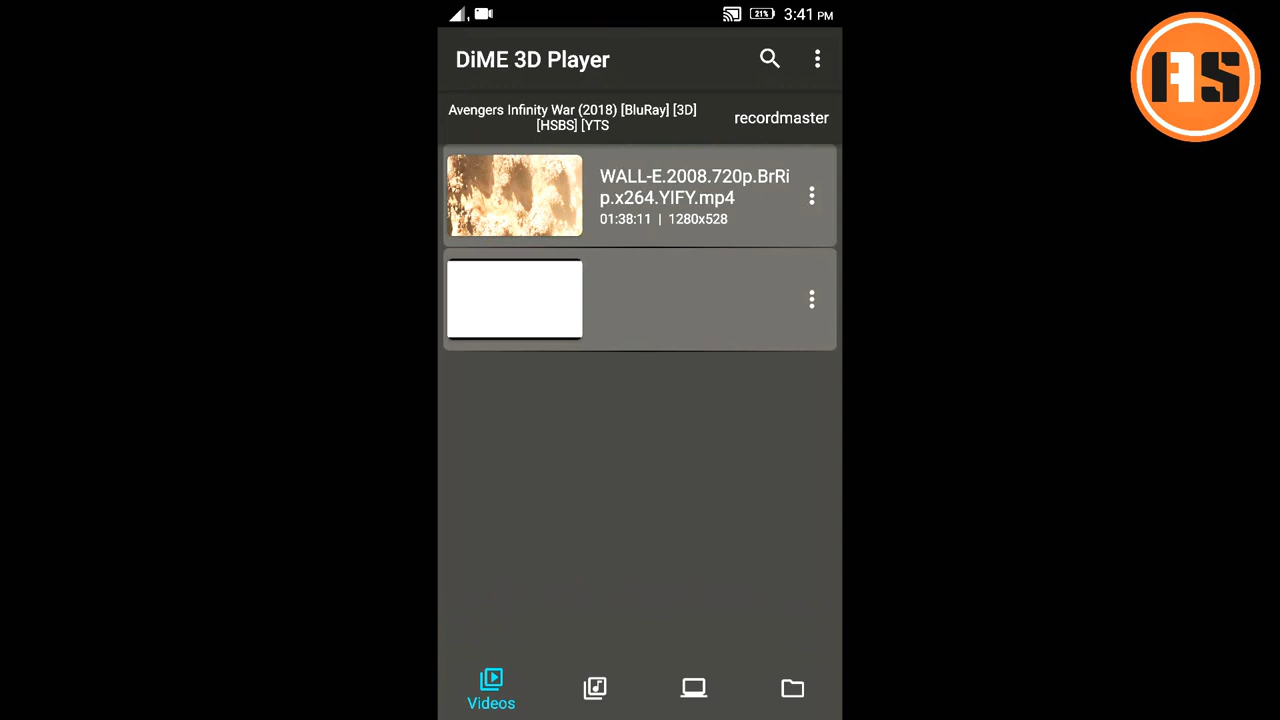 21% 3:41 PM
DiME 3D Player
Avengers Infinity War (2018) [BluRay] [3D]
[HSBS] [YTS
recordmaster
WALL-E.2008.720p.BrRi
p.x264.YIFY.mp4
01:38:11 | 1280x528
Videos